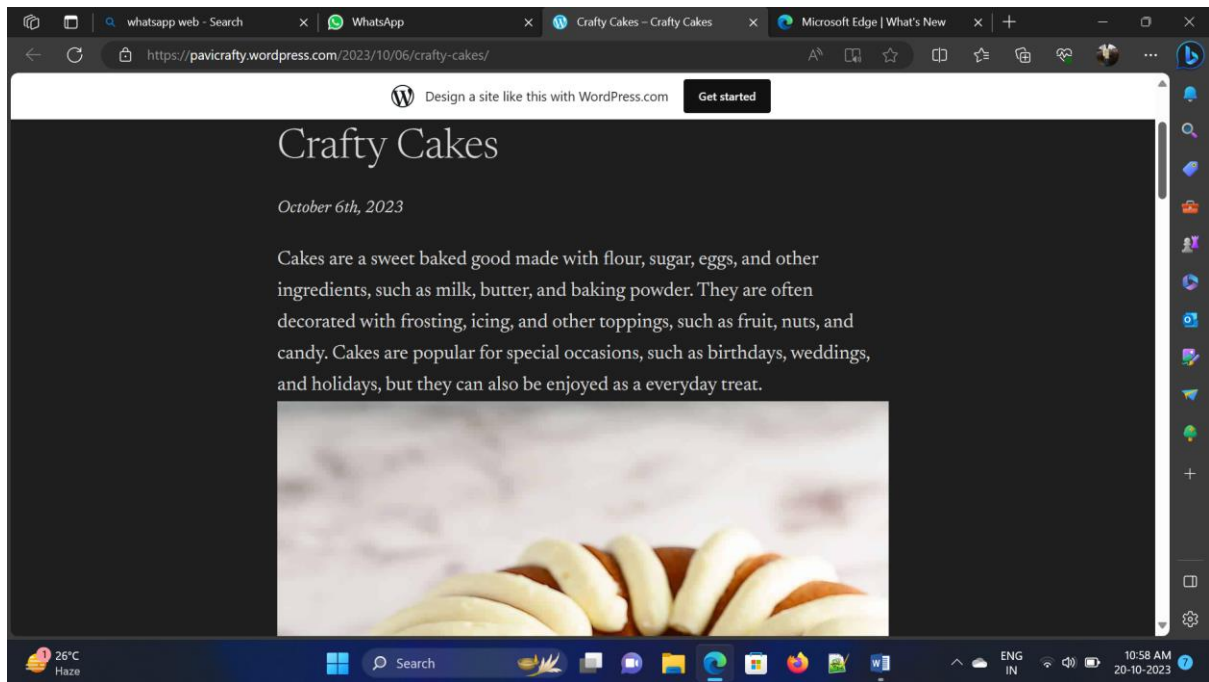 whatsapp web - Search
WhatsApp
Crafty Cakes – Crafty Cakes
Microsoft Edge | What's New
https://pavicrafty.wordpress.com/2023/10/06/crafty-cakes/
Design a site like this with WordPress.com
Get started
Crafty Cakes
October 6th, 2023
Cakes are a sweet baked good made with flour, sugar, eggs, and other
ingredients, such as milk, butter, and baking powder. They are often
decorated with frosting, icing, and other toppings, such as fruit, nuts, and
candy. Cakes are popular for special occasions, such as birthdays, weddings,
and holidays, but they can also be enjoyed as a everyday treat.
1
26°C
Haze
Search
ENG
IN
10:58 AM
20-10-2023
7